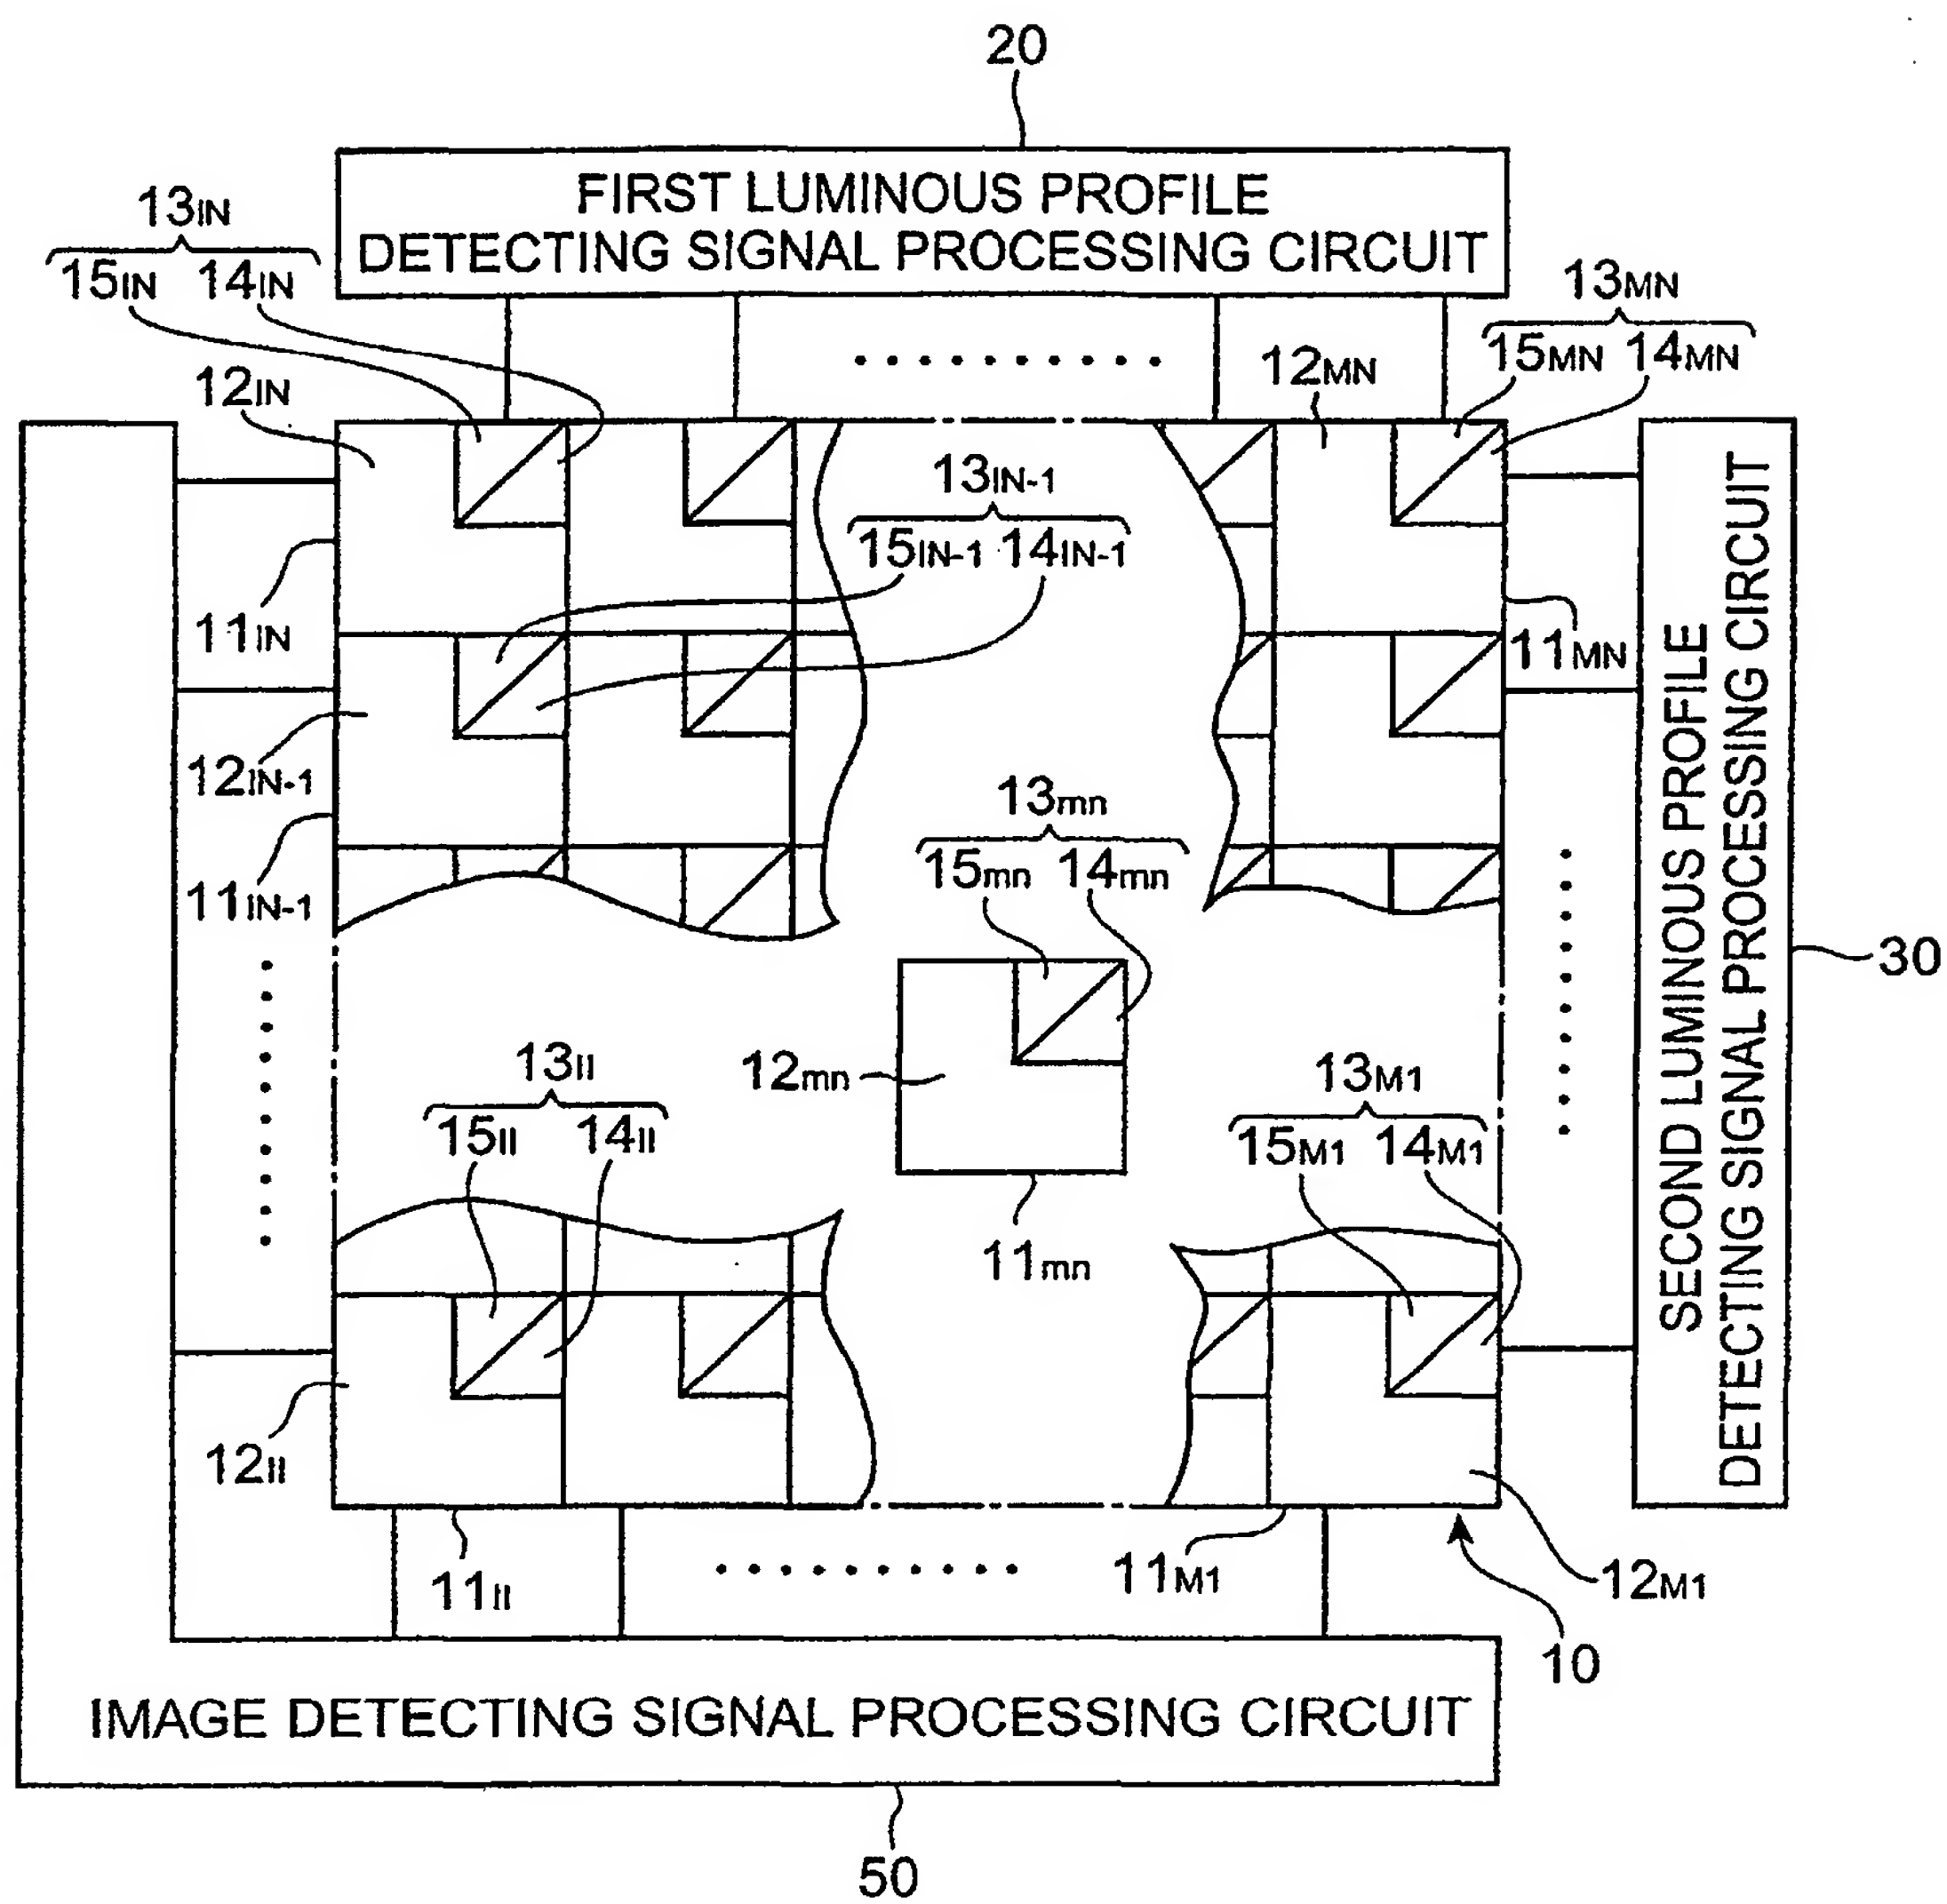 20
FIRST LUMINOUS PROFILE
DETECTING SIGNAL PROCESSING CIRCUIT
13IN
15IN 14IN
13MN
15MN 14MN
12MN
12IN
13IN-1
15IN-1 14IN-1
11IN
11MN
12IN-1
11IN-1
13mn
15mn 14mn
12mn
11mn
SECOND LUMINOUS PROFILE
DETECTING SIGNAL PROCESSING CIRCUIT
30
13II
15II 14II
13M1
15M1 14M1
12II
11II
11M1
12M1
10
IMAGE DETECTING SIGNAL PROCESSING CIRCUIT
50